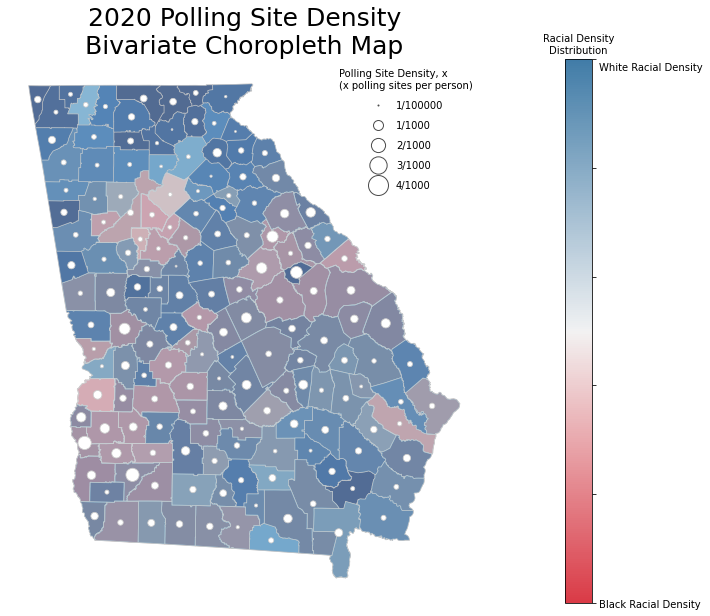 2020 Polling Site Density
Bivariate Choropleth Map
Racial Density
Distribution
White Racial Density
Polling Site Density, x
(x polling sites per person)
1/100000
1/1000
2/1000
3/1000
4/1000
Black Racial Density